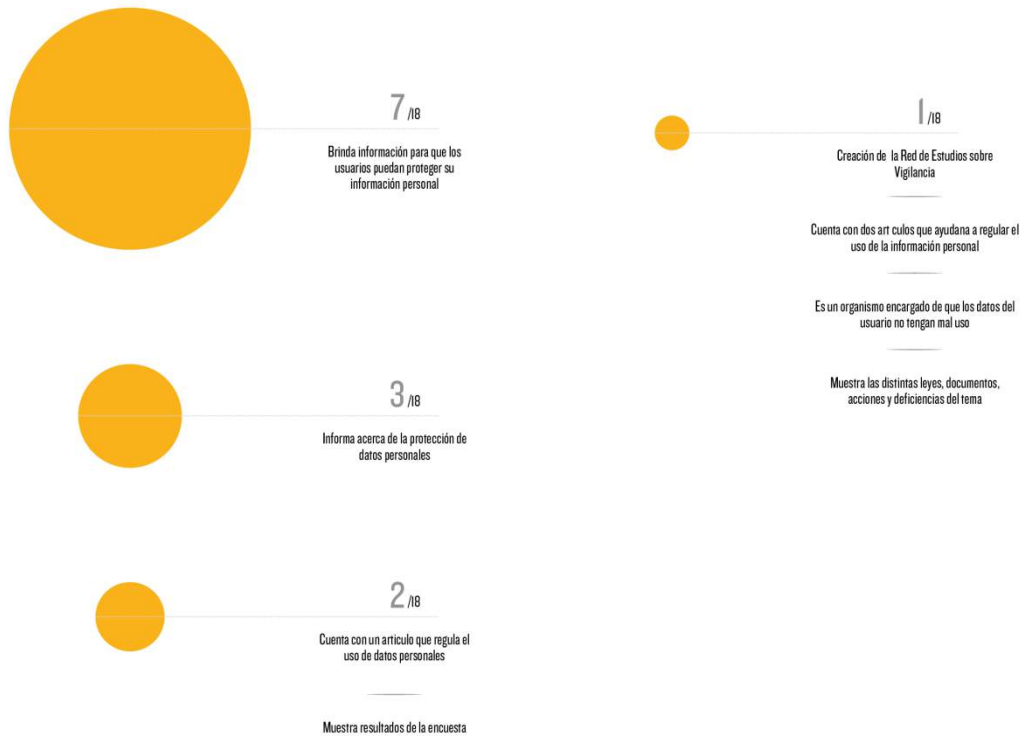 7 /18
Brinda información para que los
usuarios puedan proteger su
información personal
3 /18
Informa acerca de la protección de
datos personales
2 /18
Cuenta con un articulo que regula el
uso de datos personales
Muestra resultados de la encuesta
1 /18
Creación de la Red de Estudios sobre
Vigilancia
Cuenta con dos art culos que ayudana a regular el
uso de la información personal
Es un organismo encargado de que los datos del
usuario no tengan mal uso
Muestra las distintas leyes, documentos,
acciones y deficiencias del tema